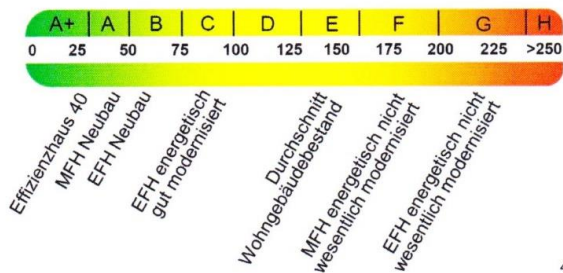 A+ A B C D E F G H
0 25 50 75 100 125 150 175 200 225 >250
Effizienzhaus 40
MFH Neubau
EFH Neubau
EFH energetisch
gut modernisiert
Durchschnitt
Wohngebäudebestand
MFH energetisch nicht
wesentlich modernisiert
EFH energetisch nicht
wesentlich modernisiert